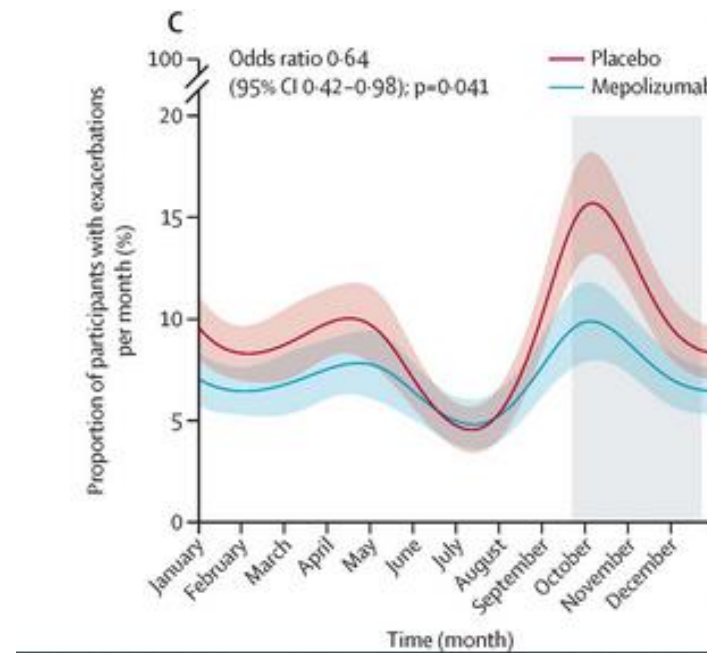 C
100
Odds ratio 0·64
(95% CI 0·42–0·98); p=0·041
Placebo
Mepolizumab
20
15
10
5
0
Proportion of participants with exacerbations
per month (%)
January
February
March
April
May
June
July
August
September
October
November
December
Time (month)